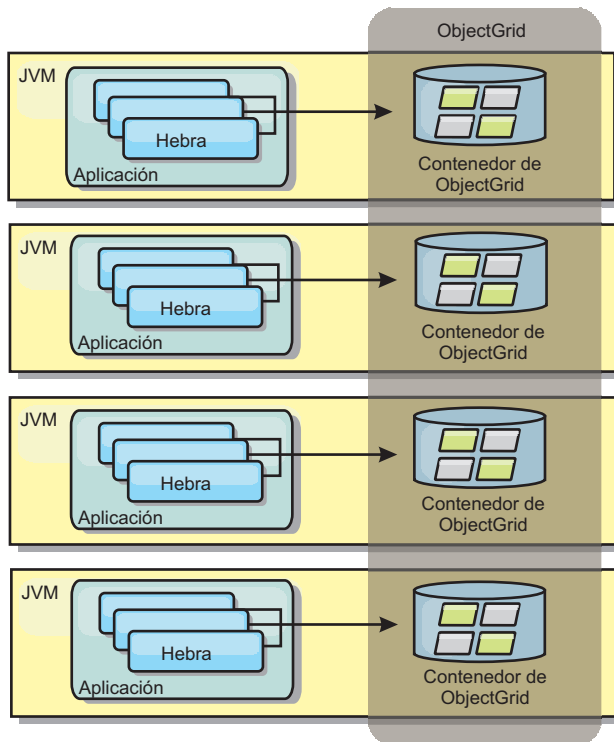 ObjectGrid
JVM
Hebra
Aplicación
Contenedor de
ObjectGrid
JVM
Hebra
Aplicación
Contenedor de
ObjectGrid
JVM
Hebra
Aplicación
Contenedor de
ObjectGrid
JVM
Hebra
Aplicación
Contenedor de
ObjectGrid